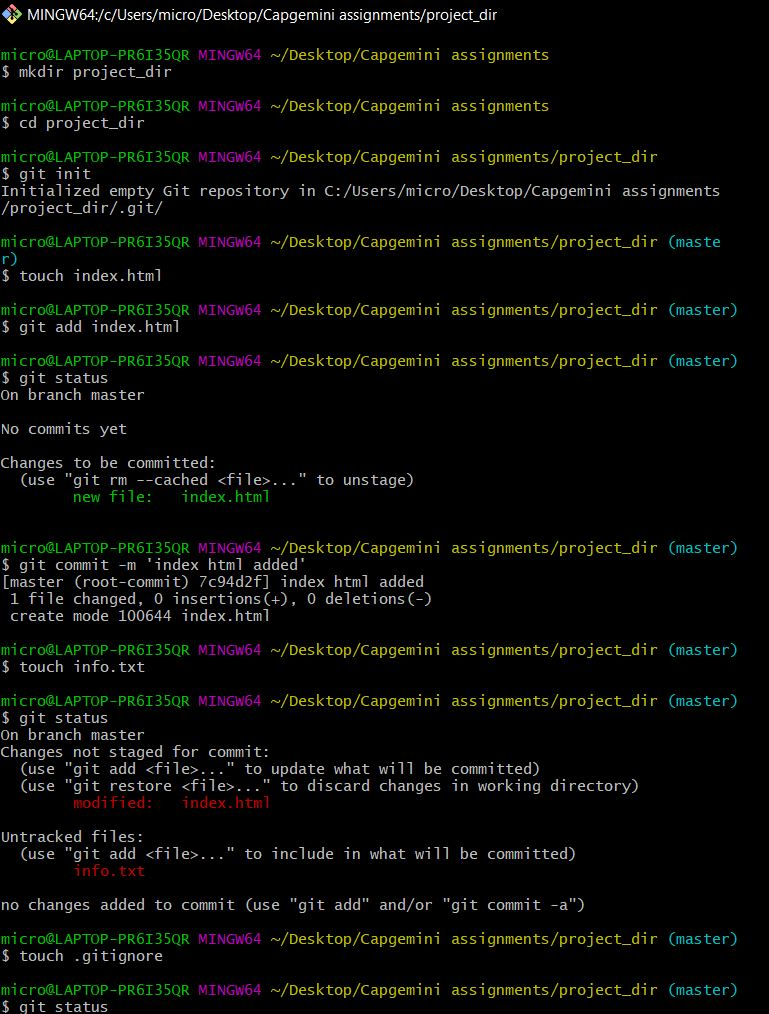 MINGW64:/c/Users/micro/Desktop/Capgemini assignments/project_dir
micro@LAPTOP-PR6I35QR MINGW64 ~/Desktop/Capgemini assignments
$ mkdir project_dir
micro@LAPTOP-PR6I35QR MINGW64 ~/Desktop/Capgemini assignments
$ cd project_dir
micro@LAPTOP-PR6I35QR MINGW64 ~/Desktop/Capgemini assignments/project_dir
$ git init
Initialized empty Git repository in C:/Users/micro/Desktop/Capgemini assignments
/project_dir/.git/
micro@LAPTOP-PR6I35QR MINGW64 ~/Desktop/Capgemini assignments/project_dir (maste
r)
$ touch index.html
micro@LAPTOP-PR6I35QR MINGW64 ~/Desktop/Capgemini assignments/project_dir (master)
$ git add index.html
micro@LAPTOP-PR6I35QR MINGW64 ~/Desktop/Capgemini assignments/project_dir (master)
$ git status
On branch master
No commits yet
Changes to be committed:
  (use "git rm --cached <file>..." to unstage)
        new file:   index.html
micro@LAPTOP-PR6I35QR MINGW64 ~/Desktop/Capgemini assignments/project_dir (master)
$ git commit -m 'index html added'
[master (root-commit) 7c94d2f] index html added
 1 file changed, 0 insertions(+), 0 deletions(-)
 create mode 100644 index.html
micro@LAPTOP-PR6I35QR MINGW64 ~/Desktop/Capgemini assignments/project_dir (master)
$ touch info.txt
micro@LAPTOP-PR6I35QR MINGW64 ~/Desktop/Capgemini assignments/project_dir (master)
$ git status
On branch master
Changes not staged for commit:
  (use "git add <file>..." to update what will be committed)
  (use "git restore <file>..." to discard changes in working directory)
        modified:   index.html
Untracked files:
  (use "git add <file>..." to include in what will be committed)
        info.txt
no changes added to commit (use "git add" and/or "git commit -a")
micro@LAPTOP-PR6I35QR MINGW64 ~/Desktop/Capgemini assignments/project_dir (master)
$ touch .gitignore
micro@LAPTOP-PR6I35QR MINGW64 ~/Desktop/Capgemini assignments/project_dir (master)
$ git status